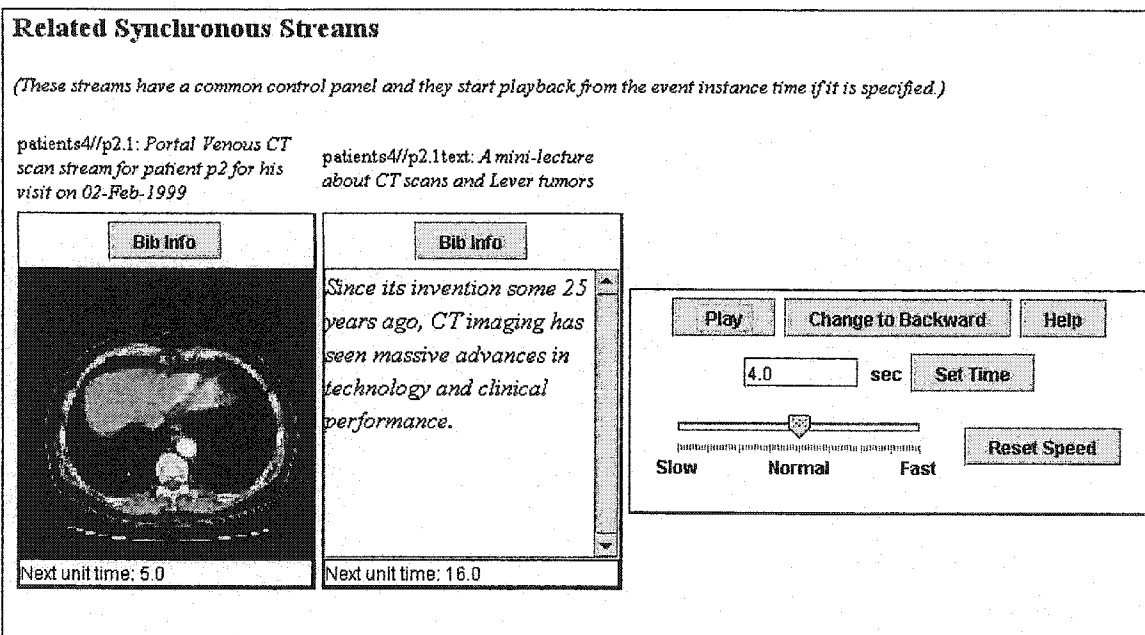 Related Synchronous Streams
(These streams have a common control panel and they start playback from the event instance time if it is specified.)
patients4//p2.1: Portal Venous CT
scan stream for patient p2 for his
visit on 02-Feb-1999
patients4//p2.1text: A mini-lecture
about CT scans and Lever tumors
Bib Info
Bib Info
Since its invention some 25
years ago, CT imaging has
seen massive advances in
technology and clinical
performance.
Next unit time: 5.0
Next unit time: 16.0
Play Change to Backward Help
4.0 sec Set Time
Slow Normal Fast Reset Speed